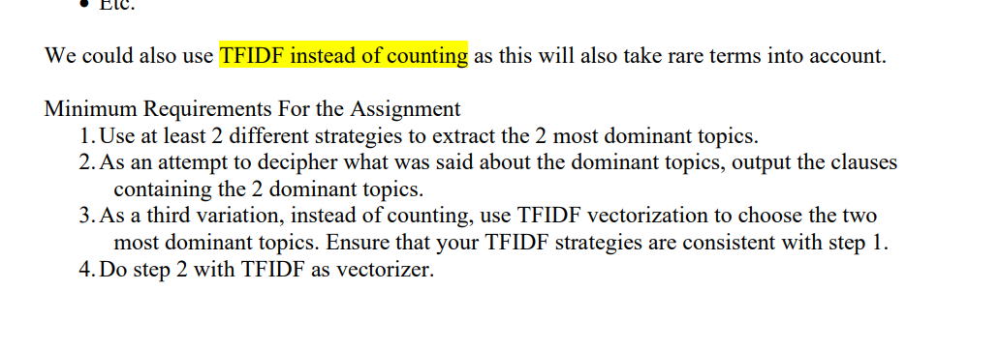 • Etc.
We could also use TFIDF instead of counting as this will also take rare terms into account.
Minimum Requirements For the Assignment
1. Use at least 2 different strategies to extract the 2 most dominant topics.
2. As an attempt to decipher what was said about the dominant topics, output the clauses
containing the 2 dominant topics.
3. As a third variation, instead of counting, use TFIDF vectorization to choose the two
most dominant topics. Ensure that your TFIDF strategies are consistent with step 1.
4. Do step 2 with TFIDF as vectorizer.